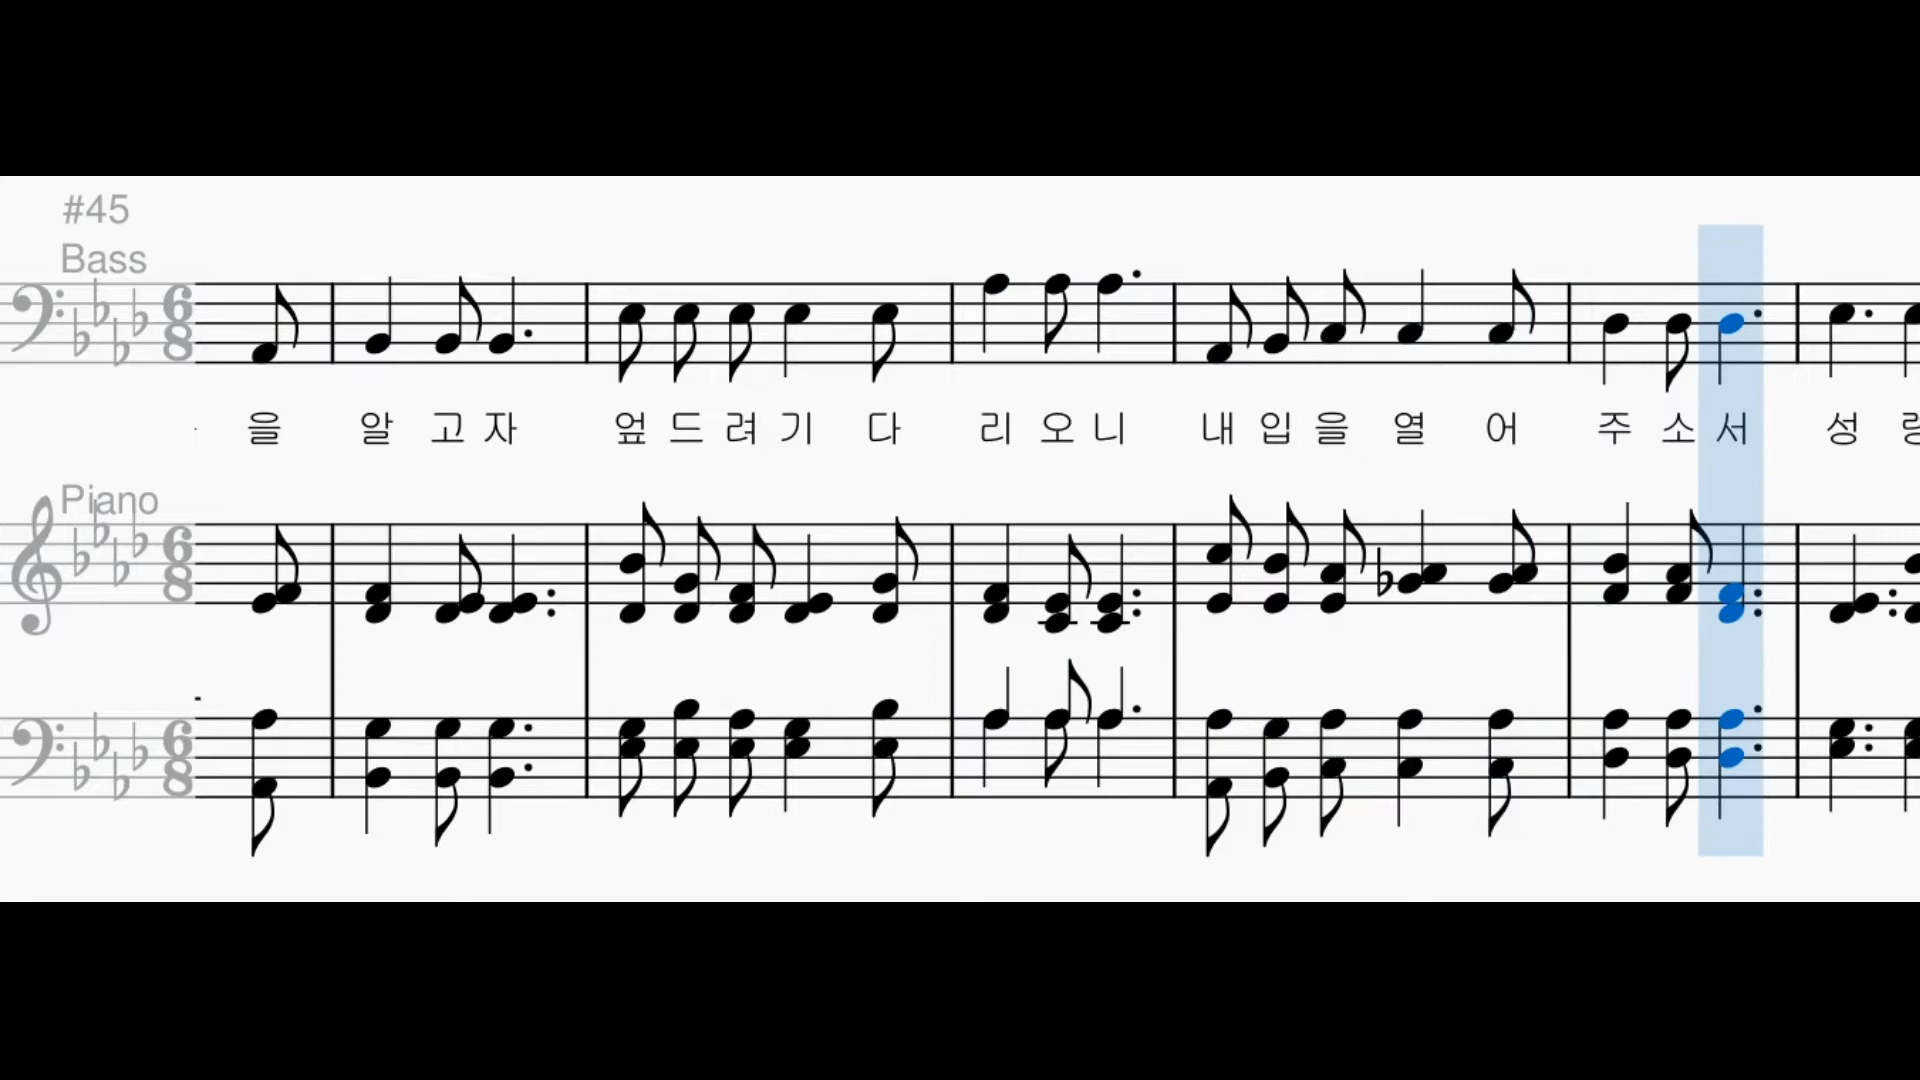 #45
Bass
을 알 고 자 엎 드 려 기 다 리 오 니 내 입 을 열 어 주 소 서 성
Piano